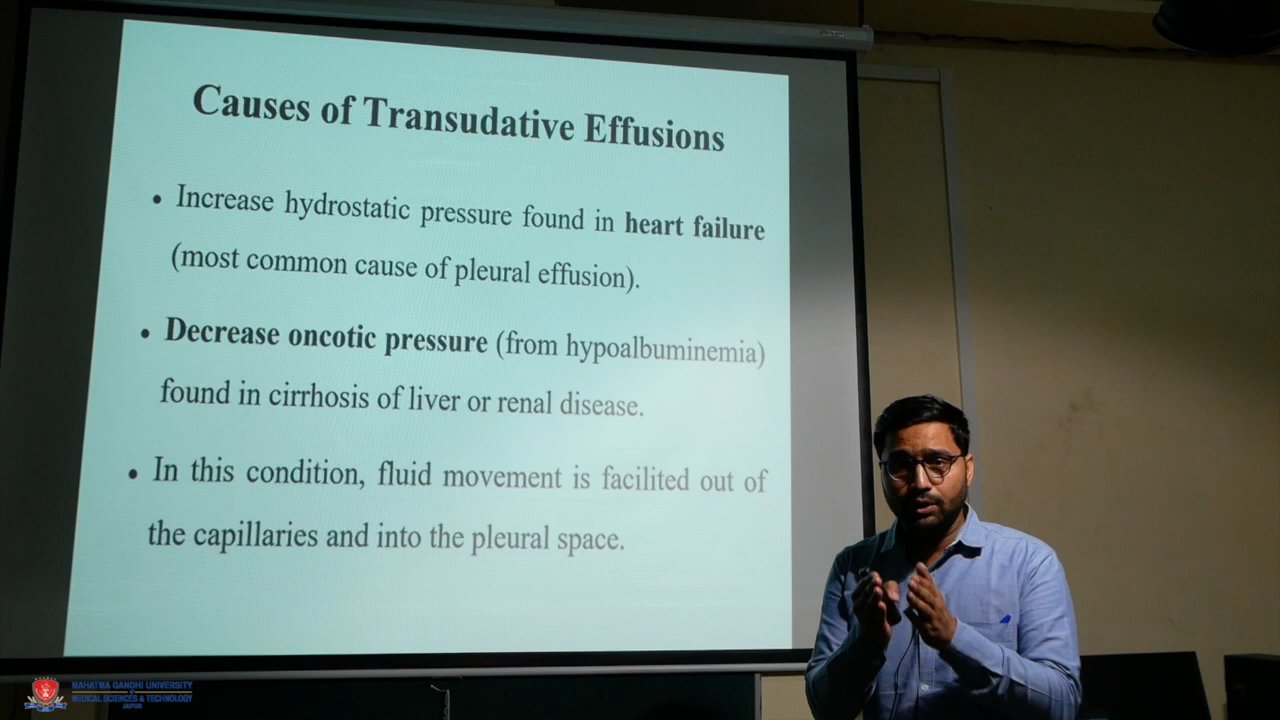 Causes of Transudative Effusions
• Increase hydrostatic pressure found in heart failure
(most common cause of pleural effusion).
• Decrease oncotic pressure (from hypoalbuminemia)
found in cirrhosis of liver or renal disease.
• In this condition, fluid movement is facilited out of
the capillaries and into the pleural space.
MAHATMA GANDHI UNIVERSITY
of
MEDICAL SCIENCES & TECHNOLOGY
JAIPUR